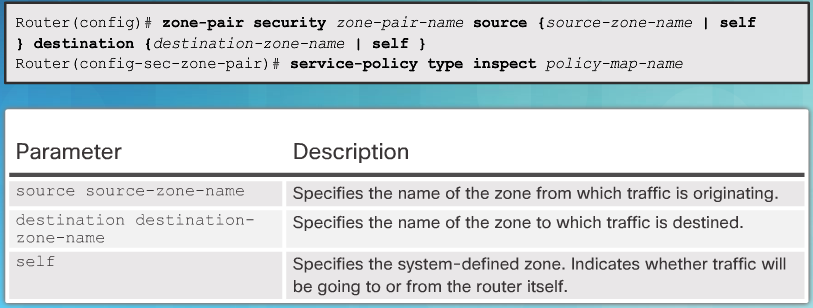 Router(config)# zone-pair security zone-pair-name source {source-zone-name | self
} destination {destination-zone-name | self }
Router(config-sec-zone-pair)# service-policy type inspect policy-map-name
Parameter Description
source source-zone-name Specifies the name of the zone from which traffic is originating.
destination destination- Specifies the name of the zone to which traffic is destined.
zone-name
self Specifies the system-defined zone. Indicates whether traffic will
be going to or from the router itself.